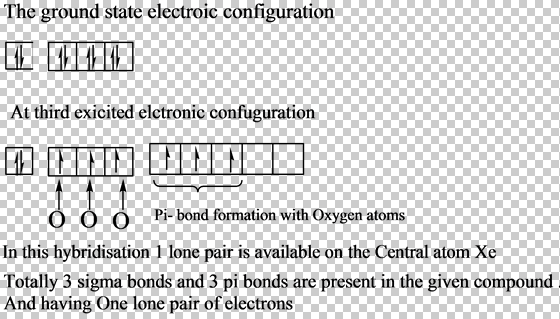 The ground state electroic configuration
At third exicited elctronic confuguration
O O O
Pi- bond formation with Oxygen atoms
In this hybridisation 1 lone pair is available on the Central atom Xe
Totally 3 sigma bonds and 3 pi bonds are present in the given compound .
And having One lone pair of electrons